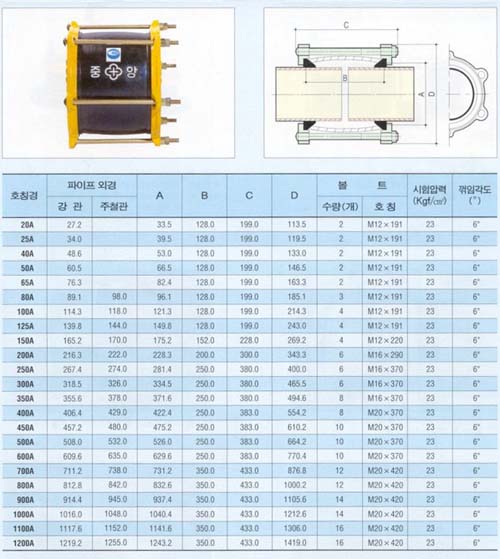 중 양
C
B
A
D
호칭경 파이프 외경 A B C D 볼 트 시험압력 (Kgf/㎠) 꺾임각도 (°)
강 관 주철관 수량(개) 호 칭
20A 27.2 33.5 128.0 199.0 113.5 2 M12×191 23 6°
25A 34.0 39.5 128.0 199.0 119.5 2 M12×191 23 6°
40A 48.6 53.0 128.0 199.0 133.0 2 M12×191 23 6°
50A 60.5 66.5 128.0 199.0 146.5 2 M12×191 23 6°
65A 76.3 82.4 128.0 199.0 163.3 2 M12×191 23 6°
80A 89.1 98.0 96.1 128.0 199.0 185.1 3 M12×191 23 6°
100A 114.3 118.0 121.3 128.0 199.0 214.3 4 M12×191 23 6°
125A 139.8 144.0 149.8 128.0 199.0 243.0 4 M12×191 23 6°
150A 165.2 170.0 175.2 152.0 228.0 269.2 4 M12×220 23 6°
200A 216.3 222.0 228.3 200.0 300.0 343.3 6 M16×290 23 6°
250A 267.4 274.0 281.4 250.0 380.0 400.0 6 M16×370 23 6°
300A 318.5 326.0 334.5 250.0 380.0 465.5 6 M16×370 23 6°
350A 355.6 378.0 371.6 250.0 380.0 494.6 8 M16×370 23 6°
400A 406.4 429.0 422.4 250.0 383.0 554.2 8 M20×370 23 6°
450A 457.2 480.0 475.2 250.0 383.0 610.2 10 M20×370 23 6°
500A 508.0 532.0 526.0 250.0 383.0 664.2 10 M20×370 23 6°
600A 609.6 635.0 629.6 250.0 383.0 770.4 10 M20×370 23 6°
700A 711.2 738.0 731.2 350.0 433.0 876.8 12 M20×420 23 6°
800A 812.8 842.0 832.6 350.0 433.0 1000.2 12 M20×420 23 6°
900A 914.4 945.0 937.4 350.0 433.0 1105.6 14 M20×420 23 6°
1000A 1016.0 1048.0 1040.4 350.0 433.0 1212.6 14 M20×420 23 6°
1100A 1117.6 1152.0 1141.6 350.0 433.0 1306.0 16 M20×420 23 6°
1200A 1219.2 1255.0 1243.2 350.0 433.0 1419.0 16 M20×420 23 6°